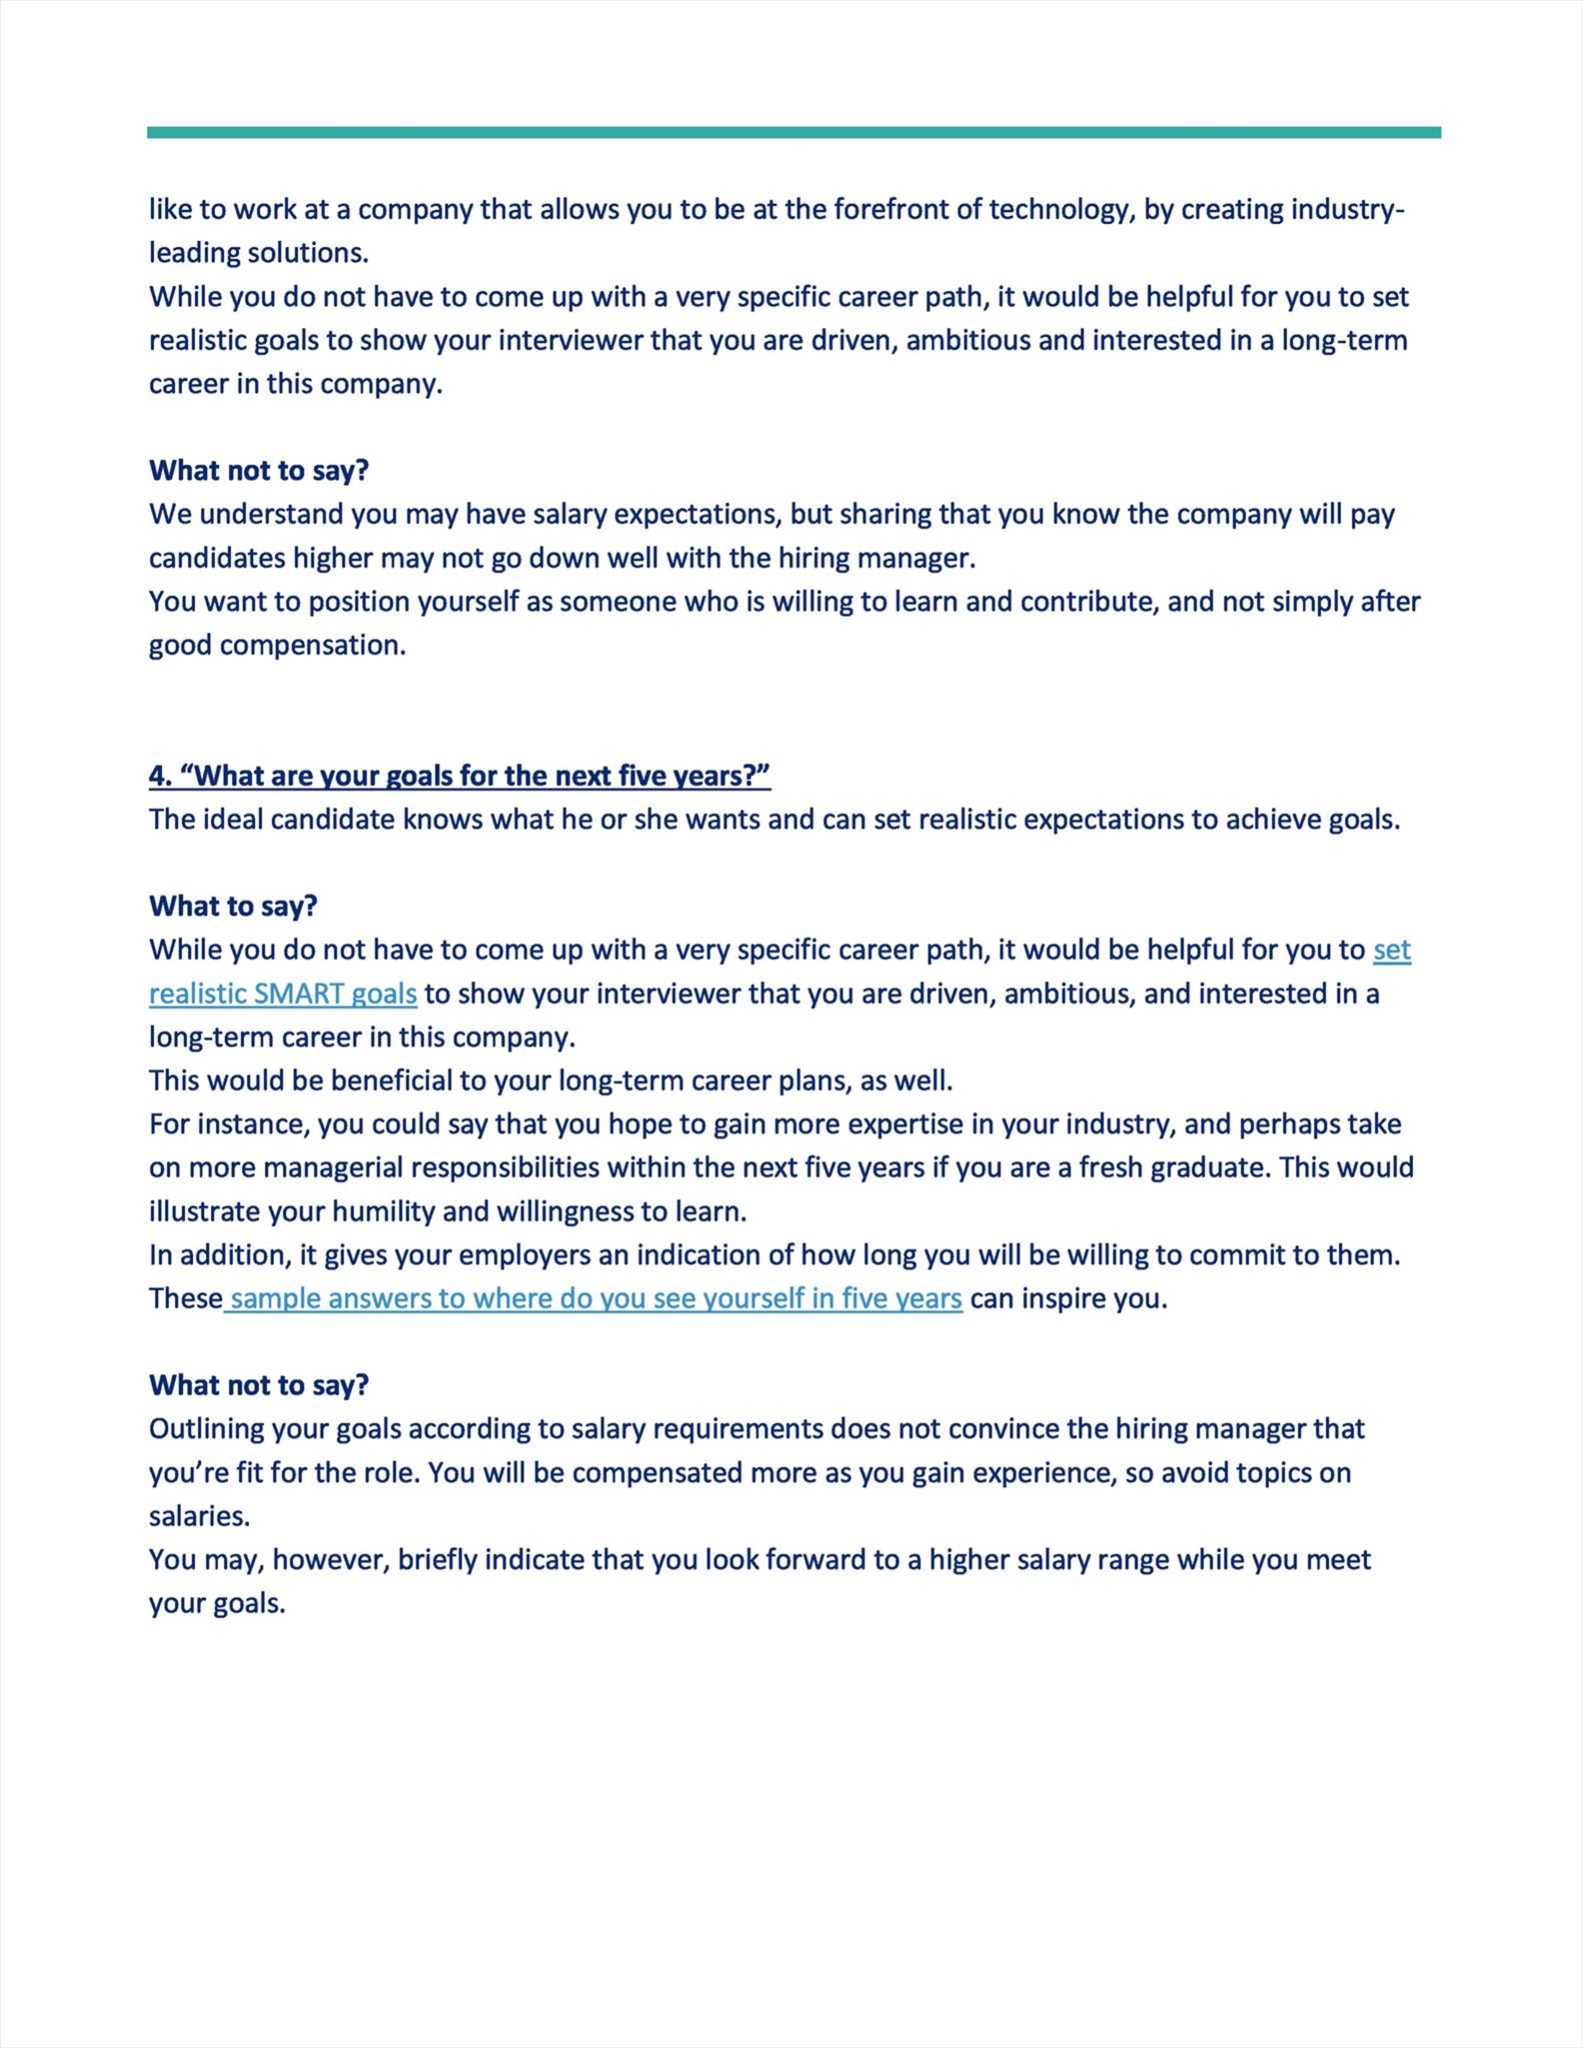 like to work at a company that allows you to be at the forefront of technology, by creating industry-
leading solutions.
While you do not have to come up with a very specific career path, it would be helpful for you to set
realistic goals to show your interviewer that you are driven, ambitious and interested in a long-term
career in this company.
What not to say?
We understand you may have salary expectations, but sharing that you know the company will pay
candidates higher may not go down well with the hiring manager.
You want to position yourself as someone who is willing to learn and contribute, and not simply after
good compensation.
4. “What are your goals for the next five years?”
The ideal candidate knows what he or she wants and can set realistic expectations to achieve goals.
What to say?
While you do not have to come up with a very specific career path, it would be helpful for you to set
realistic SMART goals to show your interviewer that you are driven, ambitious, and interested in a
long-term career in this company.
This would be beneficial to your long-term career plans, as well.
For instance, you could say that you hope to gain more expertise in your industry, and perhaps take
on more managerial responsibilities within the next five years if you are a fresh graduate. This would
illustrate your humility and willingness to learn.
In addition, it gives your employers an indication of how long you will be willing to commit to them.
These sample answers to where do you see yourself in five years can inspire you.
What not to say?
Outlining your goals according to salary requirements does not convince the hiring manager that
you’re fit for the role. You will be compensated more as you gain experience, so avoid topics on
salaries.
You may, however, briefly indicate that you look forward to a higher salary range while you meet
your goals.